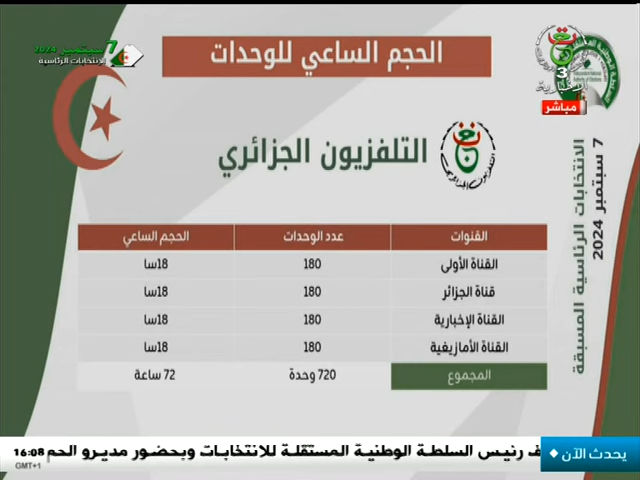 الحجم الساعي للوحدات
7 سبتمبر 2024
الانتخابات الرئاسية
3
الإخبارية
مباشر
التلفزيون الجزائري
الانتخابات الرئاسية المسبقة
7 سبتمبر 2024
القنوات عدد الوحدات الحجم الساعي
القناة الأولى 180 18سا
قناة الجزائر 180 18سا
القناة الإخبارية 180 18سا
القناة الأمازيغية 180 18سا
المجموع 720 وحدة 72 ساعة
يحدث الآن
ف رئيس السلطة الوطنية المستقلة للانتخابات وبحضور مديرو الحم
16:08
GMT+1